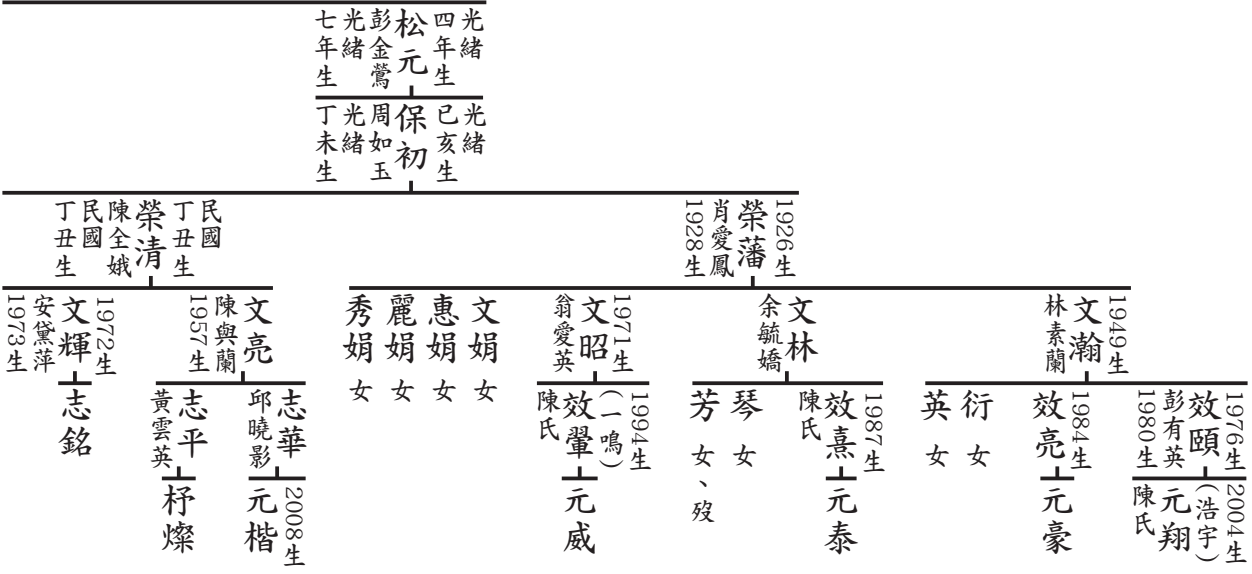 光緒
四年生
松元
彭金鶯
光緒
七年生
光緒
已亥生
保初
周如玉
光緒
丁未生
1926生
榮藩
肖愛鳳
1928生
民國
丁丑生
榮清
陳全娥
民國
丁丑生
1949生
文瀚
林素蘭
文林
余毓嬌
1971生
文昭
翁愛英
文娟 女
惠娟 女
麗娟 女
秀娟 女
文亮
陳與蘭
1957生
1972生
文輝
安黛萍
1973生
1976生
效頤
彭有英
1980生
1984生
效亮
衍 女
英 女
1987生
效熹
陳氏
琴 女
芳 女、歿
1994生
(一鳴)
效翬
陳氏
志華
邱曉影
志平
黃雲英
志銘
2004生
(浩宇)
元翔
陳氏
元豪
元泰
元威
2008生
元楷
杼燦